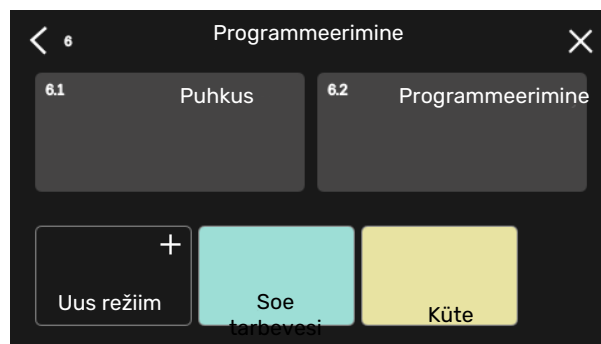 6 Programmeerimine
6.1 Puhkus 6.2 Programmeerimine
Uus režiim
Soe
tarbevesi
Küte